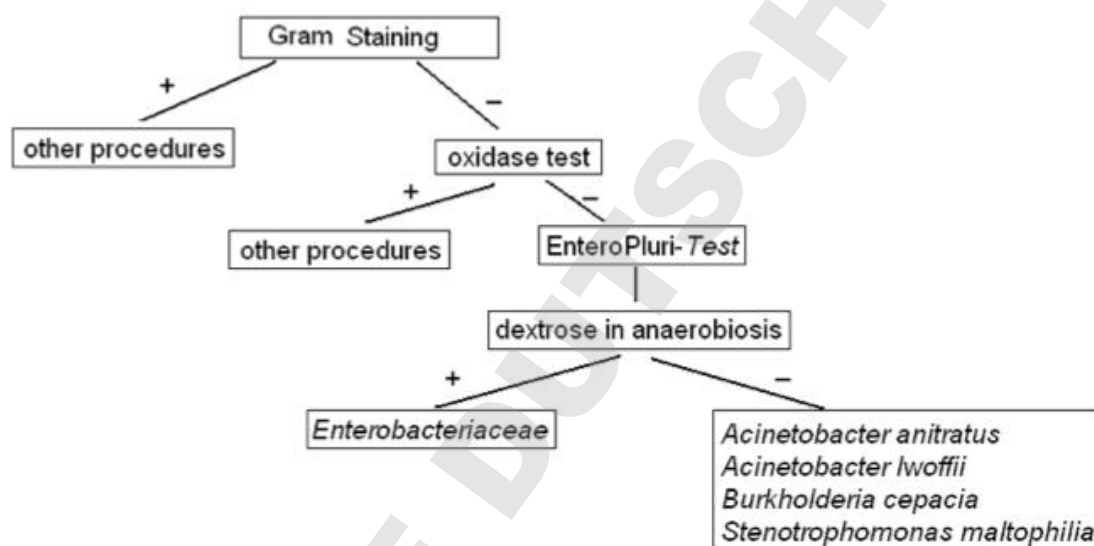 Gram Staining
+
−
other procedures
oxidase test
+
−
other procedures
EnteroPluri-Test
dextrose in anaerobiosis
+
−
Enterobacteriaceae
Acinetobacter anitratus
Acinetobacter lwoffii
Burkholderia cepacia
Stenotrophomonas maltophilia
DUTSCH